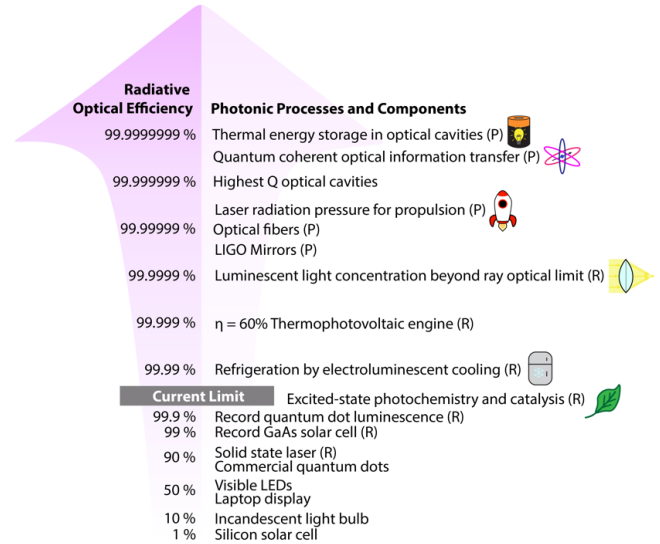 Radiative
Optical Efficiency Photonic Processes and Components
99.9999999 % Thermal energy storage in optical cavities (P)
Quantum coherent optical information transfer (P)
99.999999 % Highest Q optical cavities
Laser radiation pressure for propulsion (P)
99.99999 % Optical fibers (P)
LIGO Mirrors (P)
99.9999 % Luminescent light concentration beyond ray optical limit (R)
99.999 % η = 60% Thermophotovoltaic engine (R)
99.99 % Refrigeration by electroluminescent cooling (R)
Current Limit Excited-state photochemistry and catalysis (R)
99.9 % Record quantum dot luminescence (R)
99 % Record GaAs solar cell (R)
90 % Solid state laser (R)
Commercial quantum dots
50 % Visible LEDs
Laptop display
10 % Incandescent light bulb
1 % Silicon solar cell